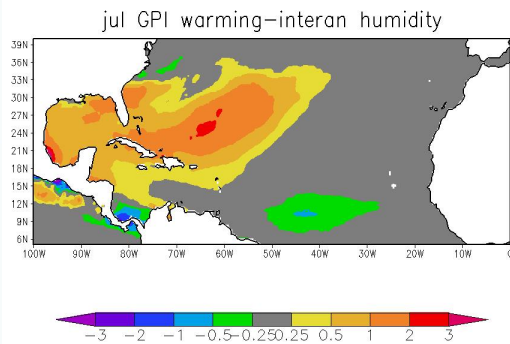 jul GPI warming-interan humidity
39N
36N
33N
30N
27N
24N
21N
18N
15N
12N
9N
6N
100W 90W 80W 70W 60W 50W 40W 30W 20W 10W 0
-3 -2 -1 -0.5 -0.25 0.25 0.5 1 2 3